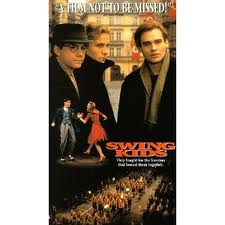 "A FILM NOT TO BE MISSED!"
SWING
KIDS
They fought for the freedom
that bound them together.